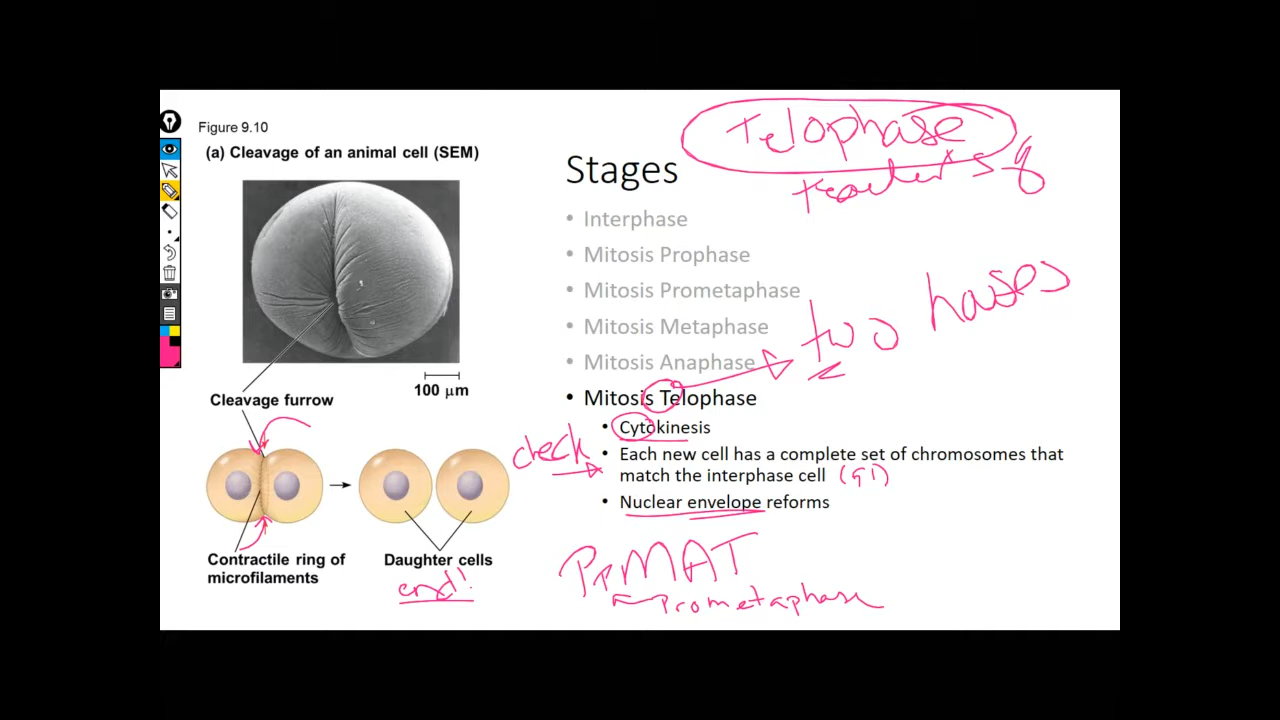 Figure 9.10
(a) Cleavage of an animal cell (SEM)
100 μm
Cleavage furrow
Contractile ring of
microfilaments
Daughter cells
end!
Telophase
teacher's g
Stages
• Interphase
• Mitosis Prophase
• Mitosis Prometaphase
• Mitosis Metaphase
• Mitosis Anaphase
two hases
• Mitosis Telophase
• Cytokinesis
check
• Each new cell has a complete set of chromosomes that
match the interphase cell (G1)
• Nuclear envelope reforms
PPMAT
Prometaphase